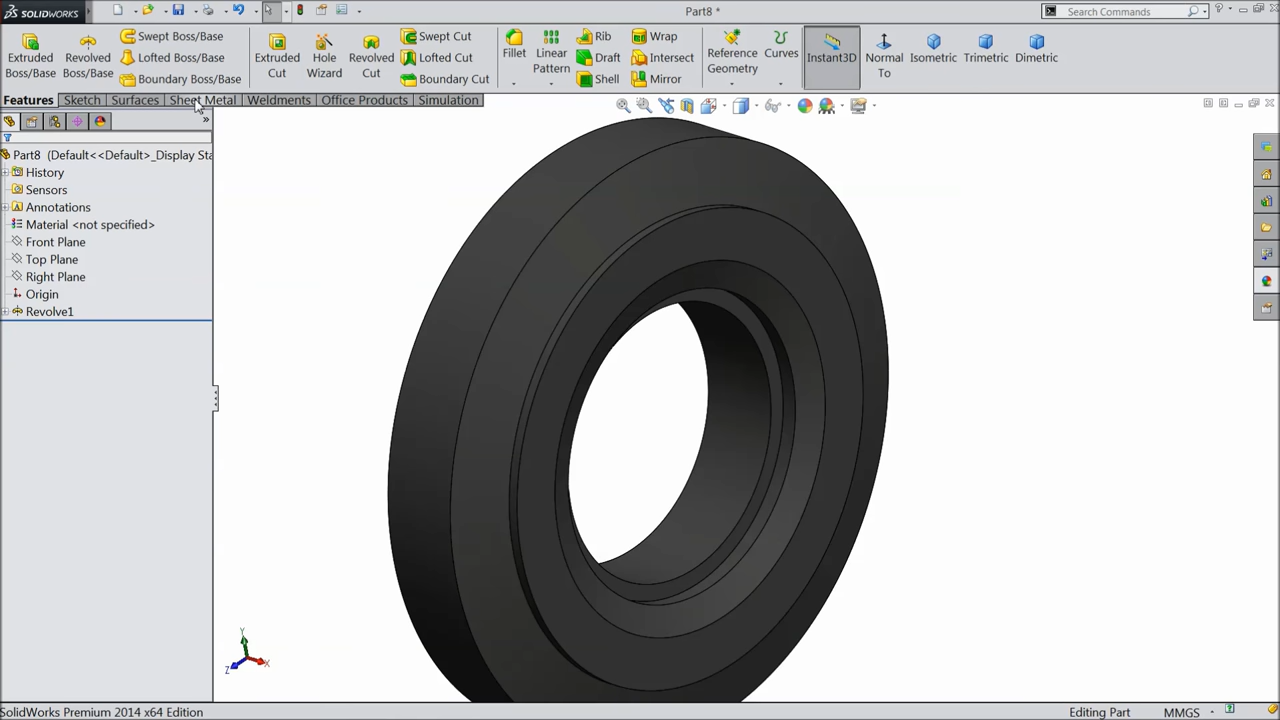 SOLIDWORKS
Part8 *
Search Commands
Extruded Boss/Base
Revolved Boss/Base
Swept Boss/Base
Lofted Boss/Base
Boundary Boss/Base
Extruded Cut
Hole Wizard
Revolved Cut
Swept Cut
Lofted Cut
Boundary Cut
Fillet
Linear Pattern
Rib
Draft
Shell
Wrap
Intersect
Mirror
Reference Geometry
Curves
Instant3D
Normal To
Isometric
Trimetric
Dimetric
Features
Sketch
Surfaces
Sheet Metal
Weldments
Office Products
Simulation
Part8 (Default<<Default>_Display Sta
History
Sensors
Annotations
Material <not specified>
Front Plane
Top Plane
Right Plane
Origin
Revolve1
Y
Z
X
SolidWorks Premium 2014 x64 Edition
Editing Part
MMGS